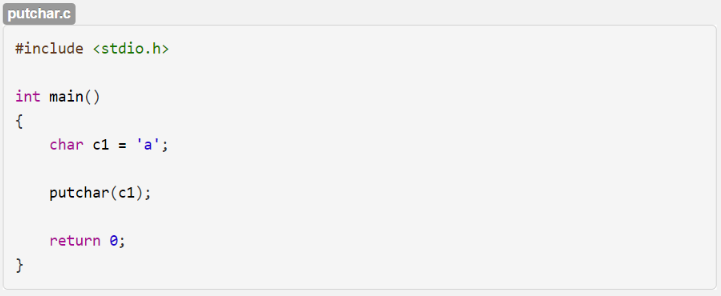 putchar.c
#include <stdio.h>
int main()
{
    char c1 = 'a';
    putchar(c1);
    return 0;
}